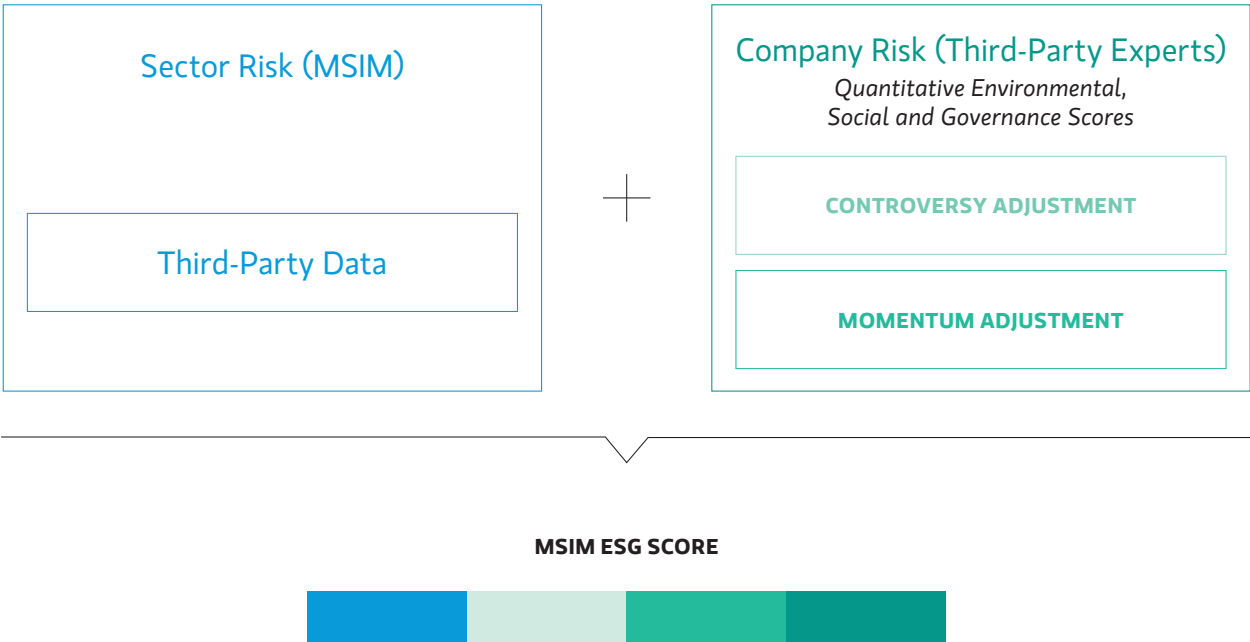 Sector Risk (MSIM)
Third-Party Data
Company Risk (Third-Party Experts)
Quantitative Environmental,
Social and Governance Scores
CONTROVERSY ADJUSTMENT
MOMENTUM ADJUSTMENT
MSIM ESG SCORE